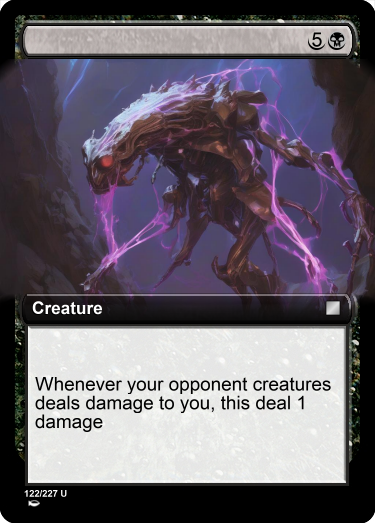 5
Creature
Whenever your opponent creatures
deals damage to you, this deal 1
damage
122/227 U